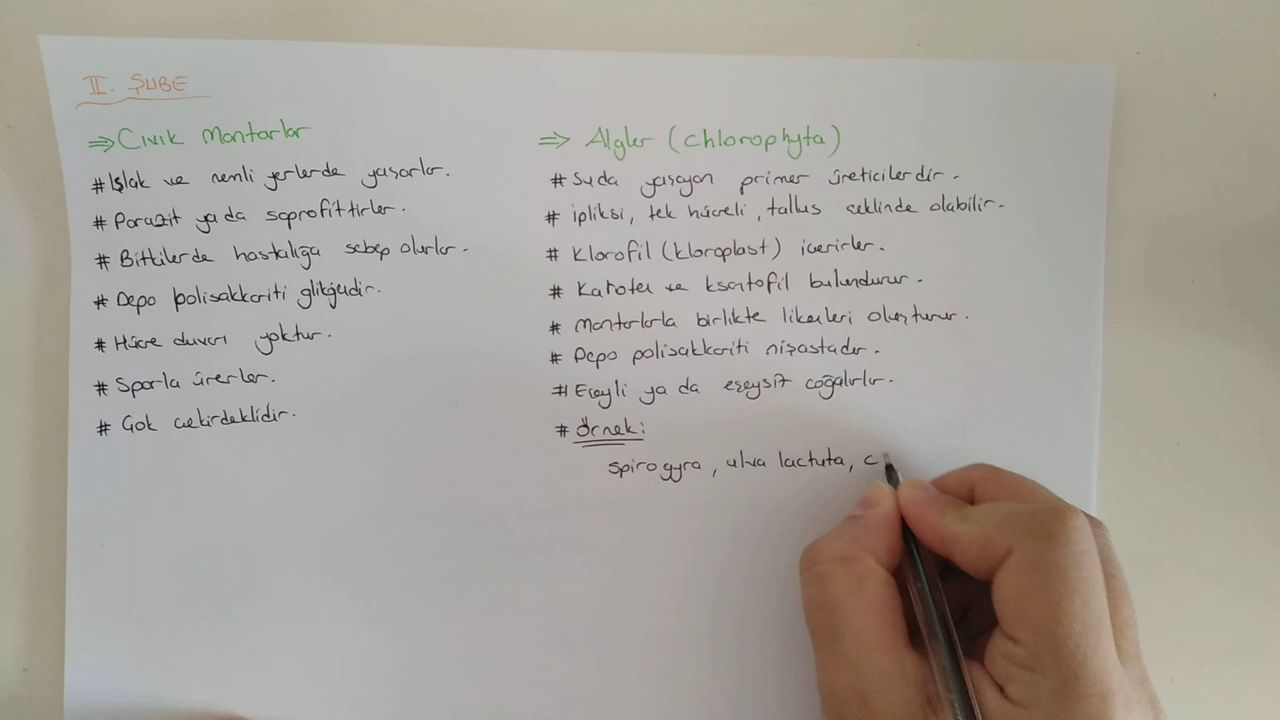 II. ŞUBE
⇒ Cıvık Mantarlar
# Işlak ve nemli yerlerde yaşarlar.
# Parazit ya da saprofittirler.
# Bitkilerde hastalığa sebep olurlar.
# Depo polisakkariti glikojendir.
# Hücre duvarı yoktur.
# Sporla ürerler.
# Çok çekirdeklidir.
⇒ Algler (chlorophyta)
# Suda yaşayan primer üreticilerdir.
# ipliksi, tek hücreli, tallus şeklinde olabilir.
# Klorofil (kloroplast) içerirler.
# Karoten ve ksantofil bulundurur.
# Mantarlarla birlikte likenleri oluşturur.
# Depo polisakkariti nişastadır.
# Eşeyli ya da eşeysiz çoğalırlar.
# Örnek:
spirogyra, ulva lactuta, c